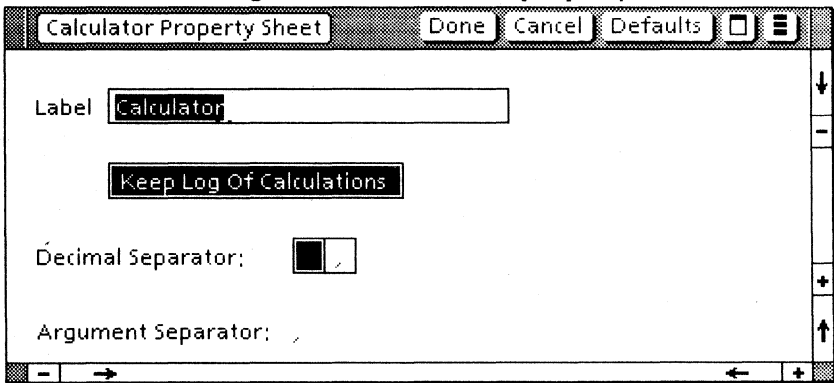 Calculator Property Sheet Done Cancel Defaults
Label Calculator
Keep Log Of Calculations
Decimal Separator: ,
Argument Separator: ,